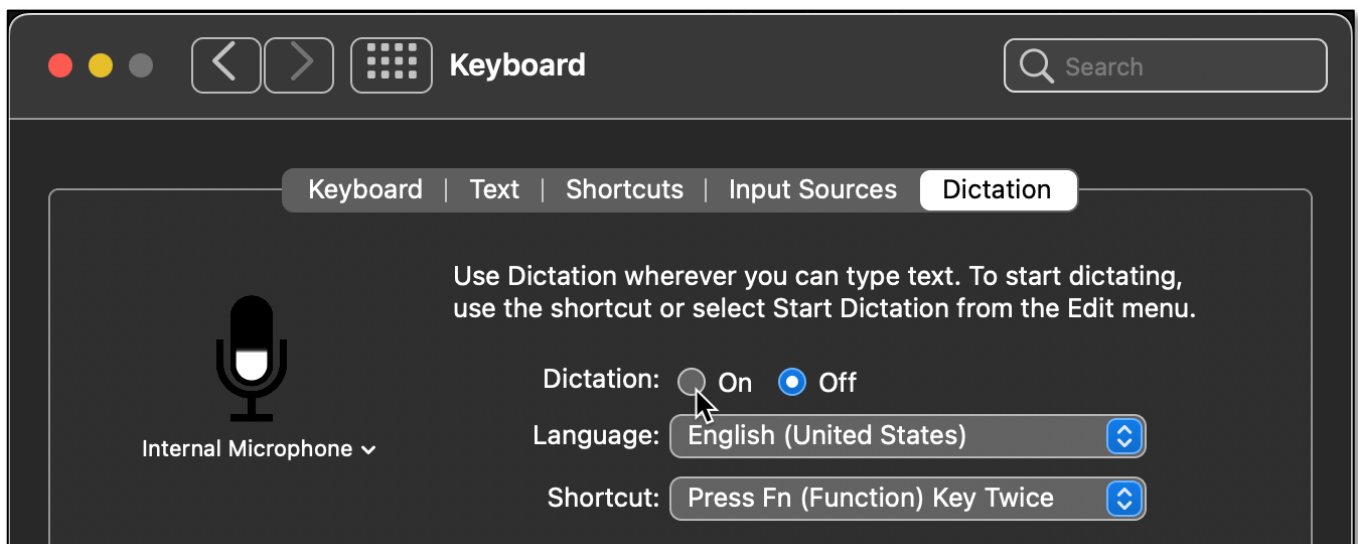 Keyboard
Search
Keyboard | Text | Shortcuts | Input Sources Dictation
Use Dictation wherever you can type text. To start dictating,
use the shortcut or select Start Dictation from the Edit menu.
Dictation: On Off
Internal Microphone
Language: English (United States)
Shortcut: Press Fn (Function) Key Twice